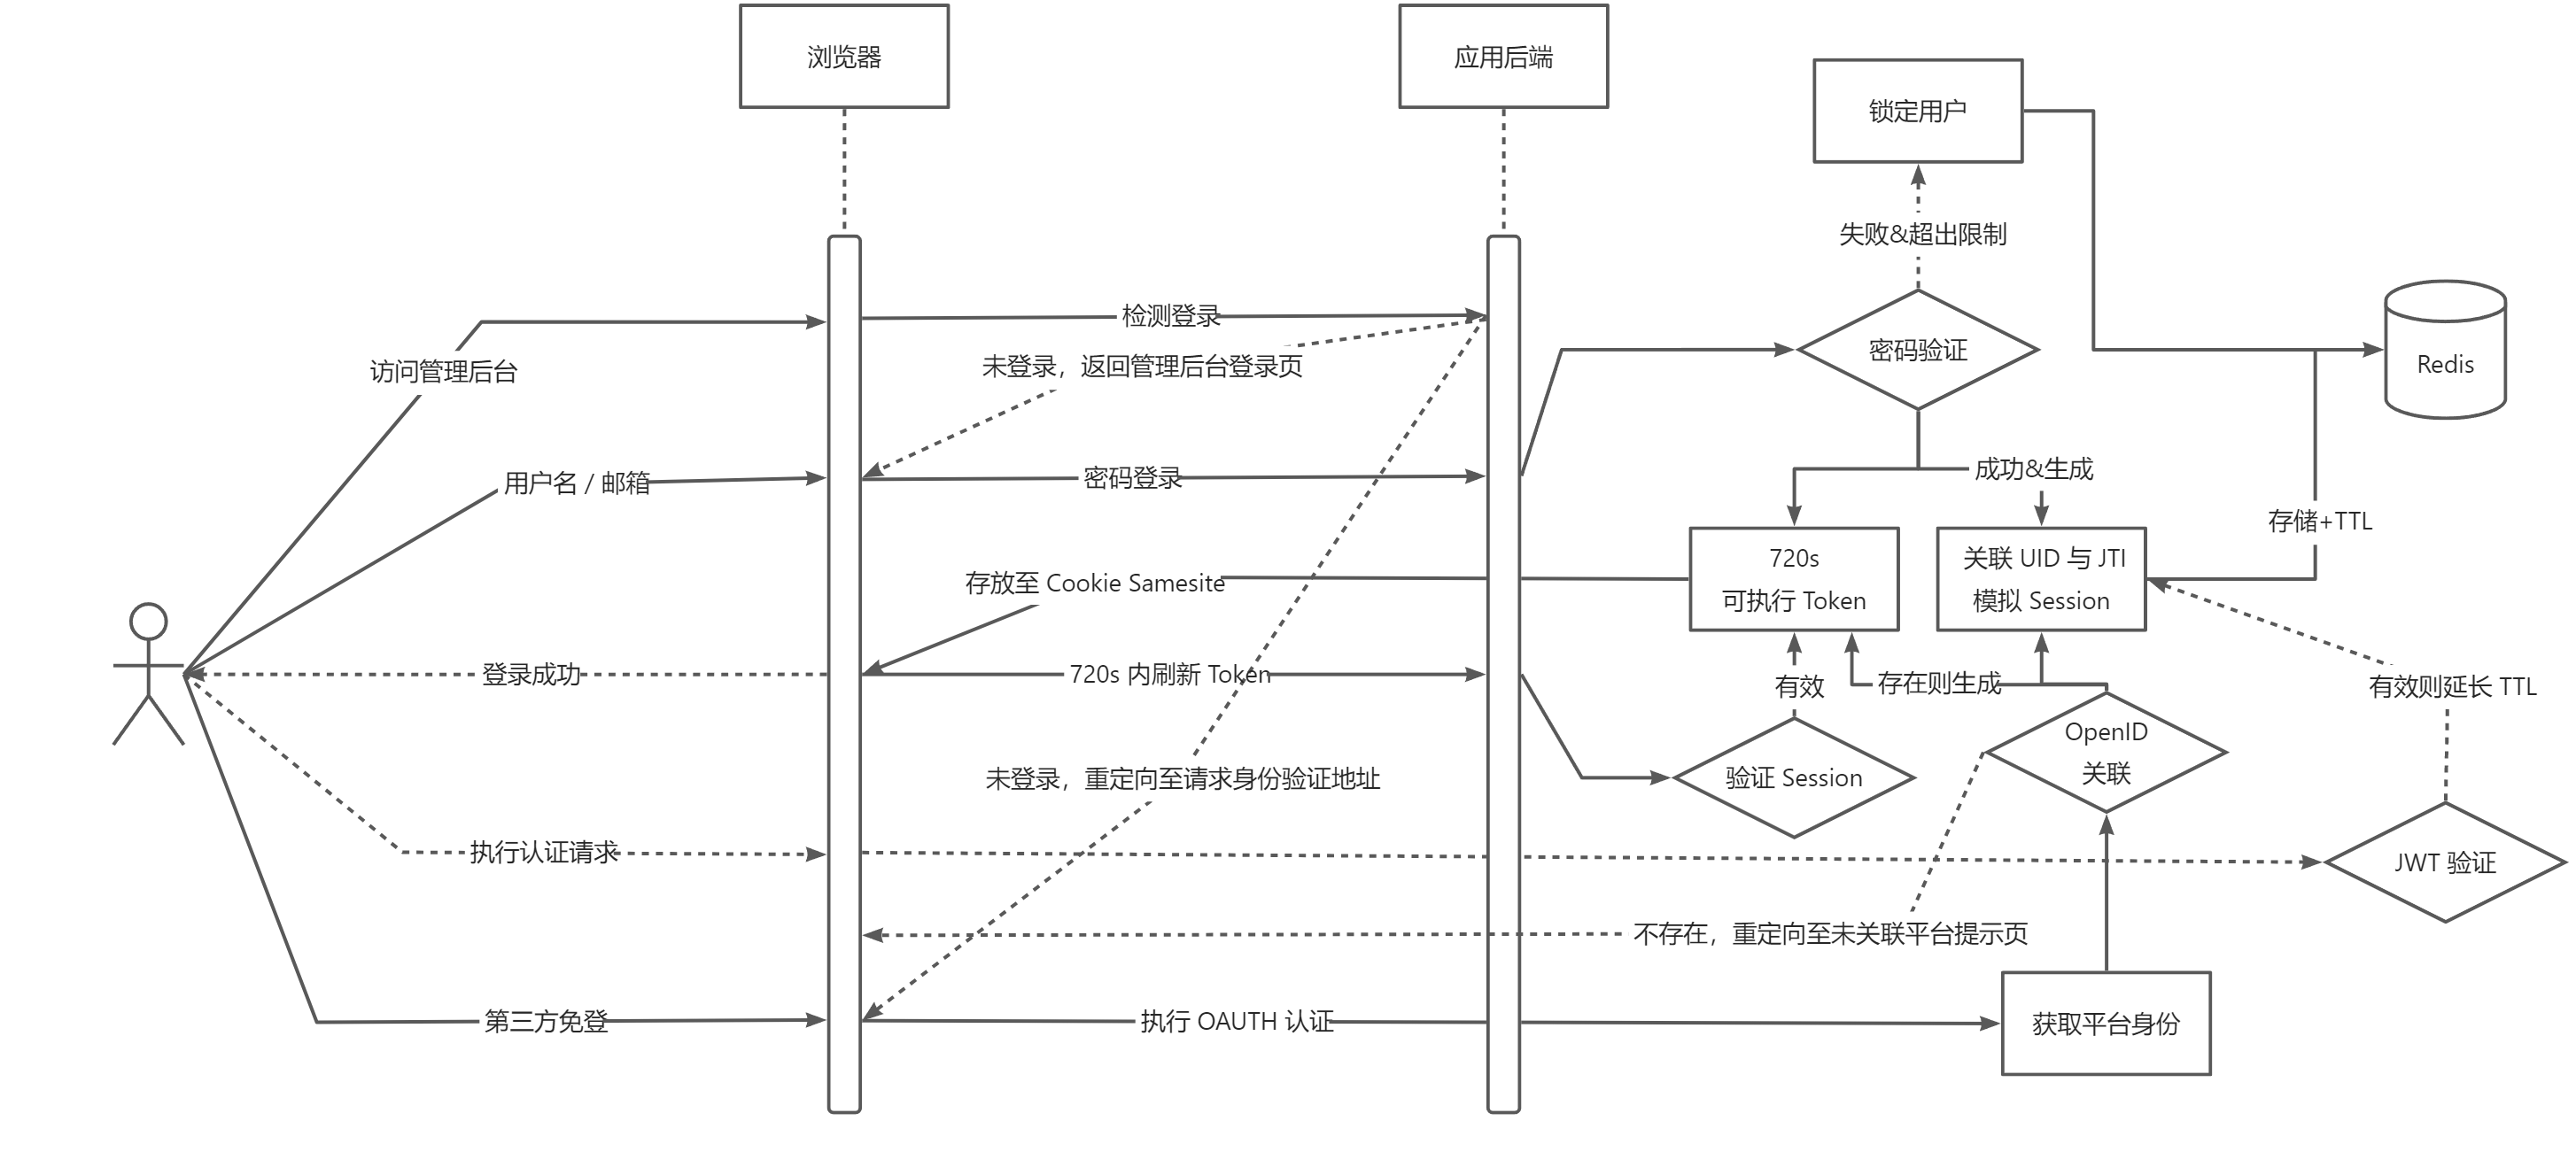 浏览器
应用后端
锁定用户
失败&超出限制
检测登录
密码验证
Redis
未登录，返回管理后台登录页
访问管理后台
用户名 / 邮箱
密码登录
成功&生成
存储+TTL
720s
可执行 Token
关联 UID 与 JTI
模拟 Session
存放至 Cookie Samesite
登录成功
720s 内刷新 Token
有效
存在则生成
有效则延长 TTL
OpenID
关联
验证 Session
未登录，重定向至请求身份验证地址
执行认证请求
JWT 验证
不存在，重定向至未关联平台提示页
第三方免登
执行 OAUTH 认证
获取平台身份